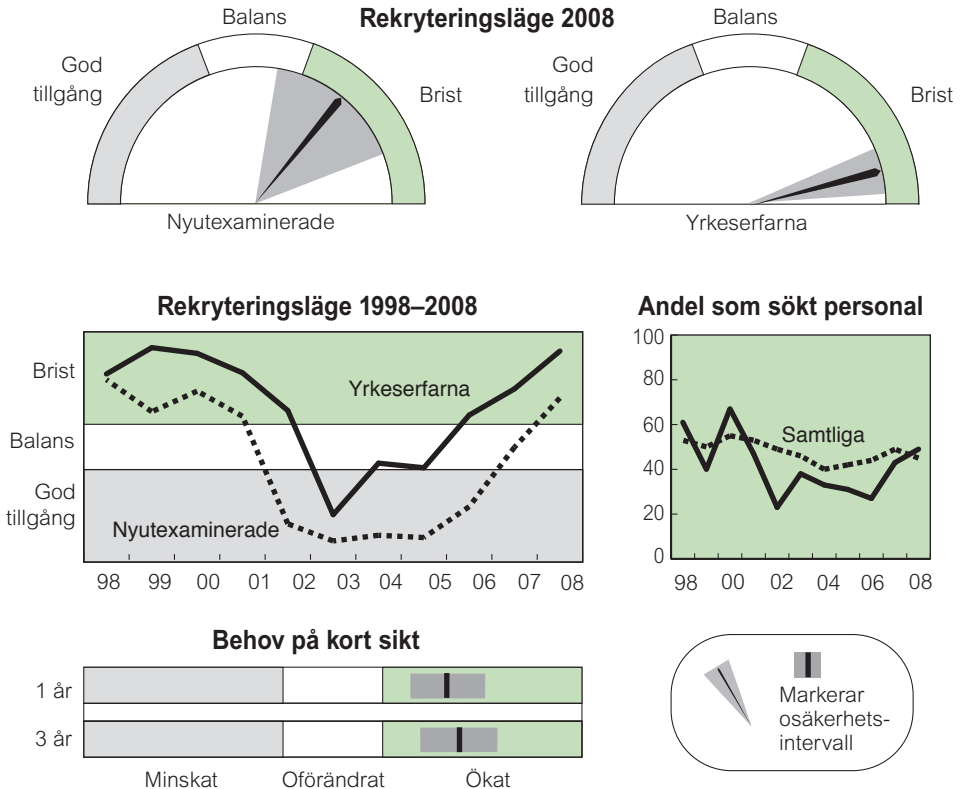 Rekryteringsläge 2008
Balans
God
tillgång
Brist
Nyutexaminerade
Balans
God
tillgång
Brist
Yrkeserfarna
Rekryteringsläge 1998–2008
Brist
Balans
God
tillgång
Yrkeserfarna
Nyutexaminerade
98 99 00 01 02 03 04 05 06 07 08
Andel som sökt personal
100
80
60
40
20
0
Samtliga
98 00 02 04 06 08
Behov på kort sikt
1 år
3 år
Minskat Oförändrat Ökat
Markerar
osäkerhets-
intervall